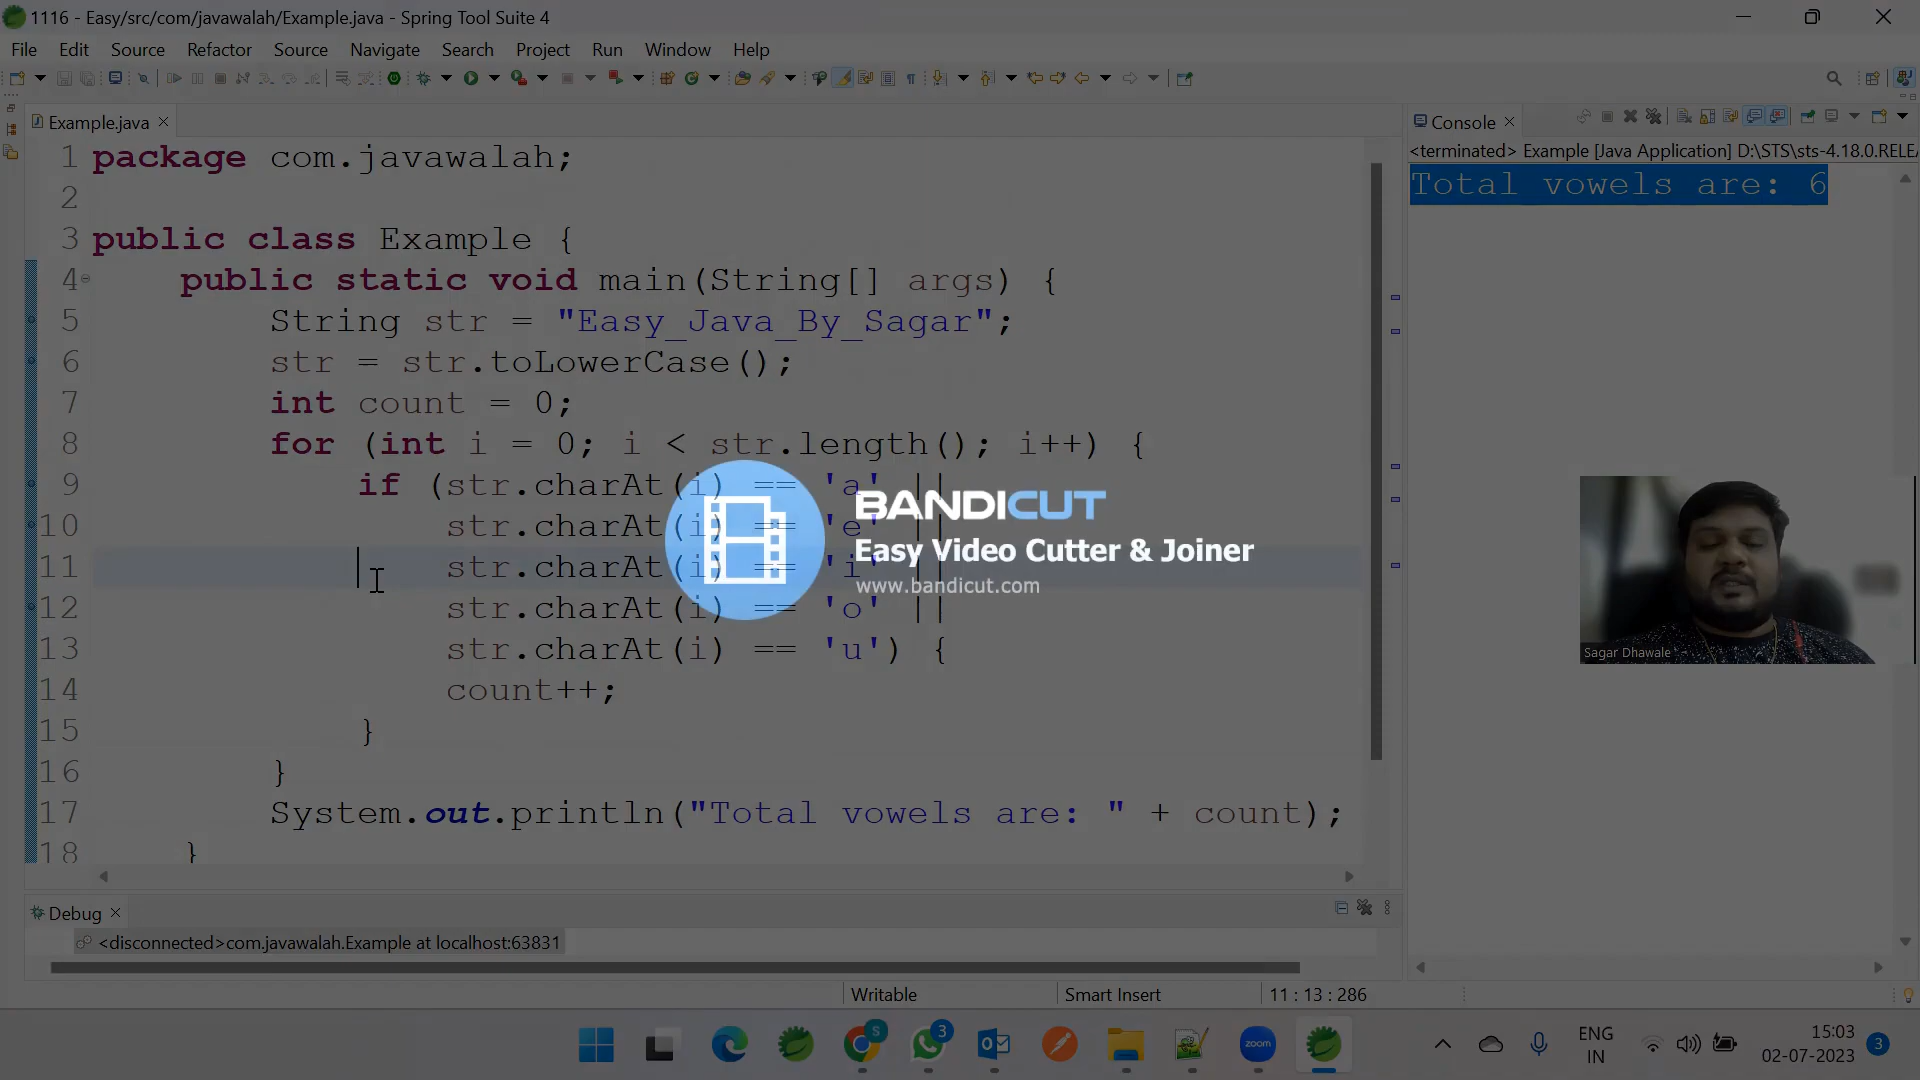 1116 - Easy/src/com/javawalah/Example.java - Spring Tool Suite 4
File Edit Source Refactor Source Navigate Search Project Run Window Help
Example.java
1 package com.javawalah;
2
3 public class Example {
4 public static void main(String[] args) {
5 String str = "Easy_Java_By_Sagar";
6 str = str.toLowerCase();
7 int count = 0;
8 for (int i = 0; i < str.length(); i++) {
9 if (str.charAt(i) == 'a' ||
10 str.charAt(i) == 'e' ||
11 str.charAt(i) == 'i' ||
12 str.charAt(i) == 'o' ||
13 str.charAt(i) == 'u') {
14 count++;
15 }
16 }
17 System.out.println("Total vowels are: " + count);
18 }
BANDICUT
Easy Video Cutter & Joiner
www.bandicut.com
Console
<terminated> Example [Java Application] D:\STS\sts-4.18.0.RELEA
Total vowels are: 6
Sagar Dhawale
Debug
<disconnected>com.javawalah.Example at localhost:63831
Writable Smart Insert 11 : 13 : 286
S 3 zoom
ENG
IN
15:03
02-07-2023
3